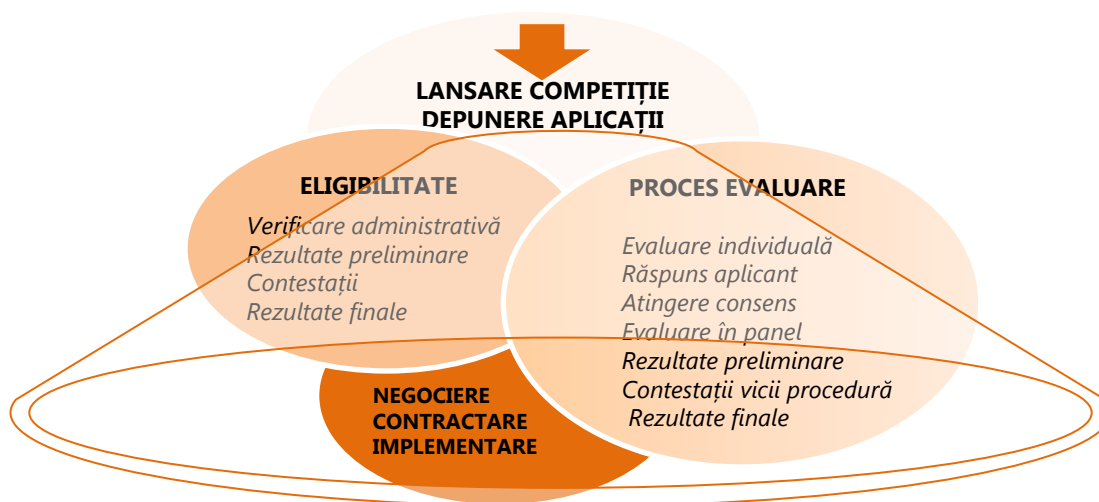 LANSARE COMPETIȚIE
DEPUNERE APLICAȚII
ELIGIBILITATE
Verificare administrativă
Rezultate preliminare
Contestații
Rezultate finale
PROCES EVALUARE
Evaluare individuală
Răspuns aplicant
Atingere consens
Evaluare în panel
Rezultate preliminare
Contestații vicii procedură
Rezultate finale
NEGOCIERE
CONTRACTARE
IMPLEMENTARE